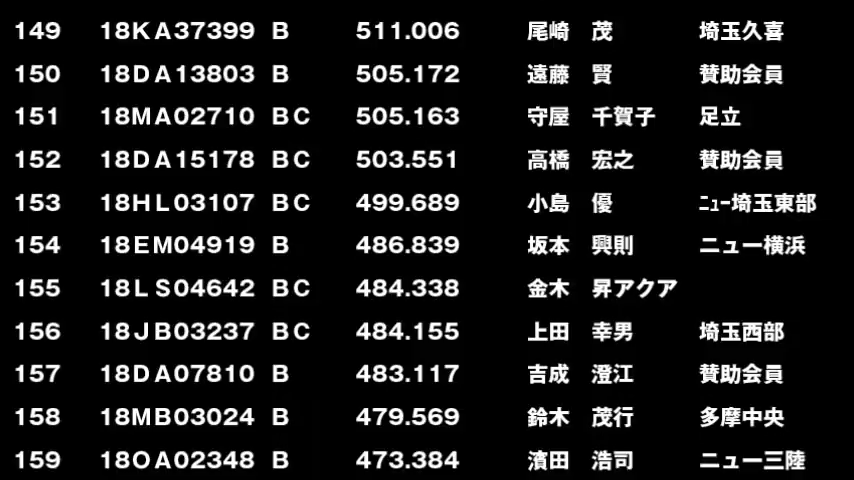 149 18KA37399 B 511.006 尾崎 茂 埼玉久喜
150 18DA13803 B 505.172 遠藤 賢 賛助会員
151 18MA02710 BC 505.163 守屋 千賀子 足立
152 18DA15178 BC 503.551 高橋 宏之 賛助会員
153 18HL03107 BC 499.689 小島 優 ﾆｭｰ埼玉東部
154 18EM04919 B 486.839 坂本 興則 ニュー横浜
155 18LS04642 BC 484.338 金木 昇アクア
156 18JB03237 BC 484.155 上田 幸男 埼玉西部
157 18DA07810 B 483.117 吉成 澄江 賛助会員
158 18MB03024 B 479.569 鈴木 茂行 多摩中央
159 18OA02348 B 473.384 濱田 浩司 ニュー三陸